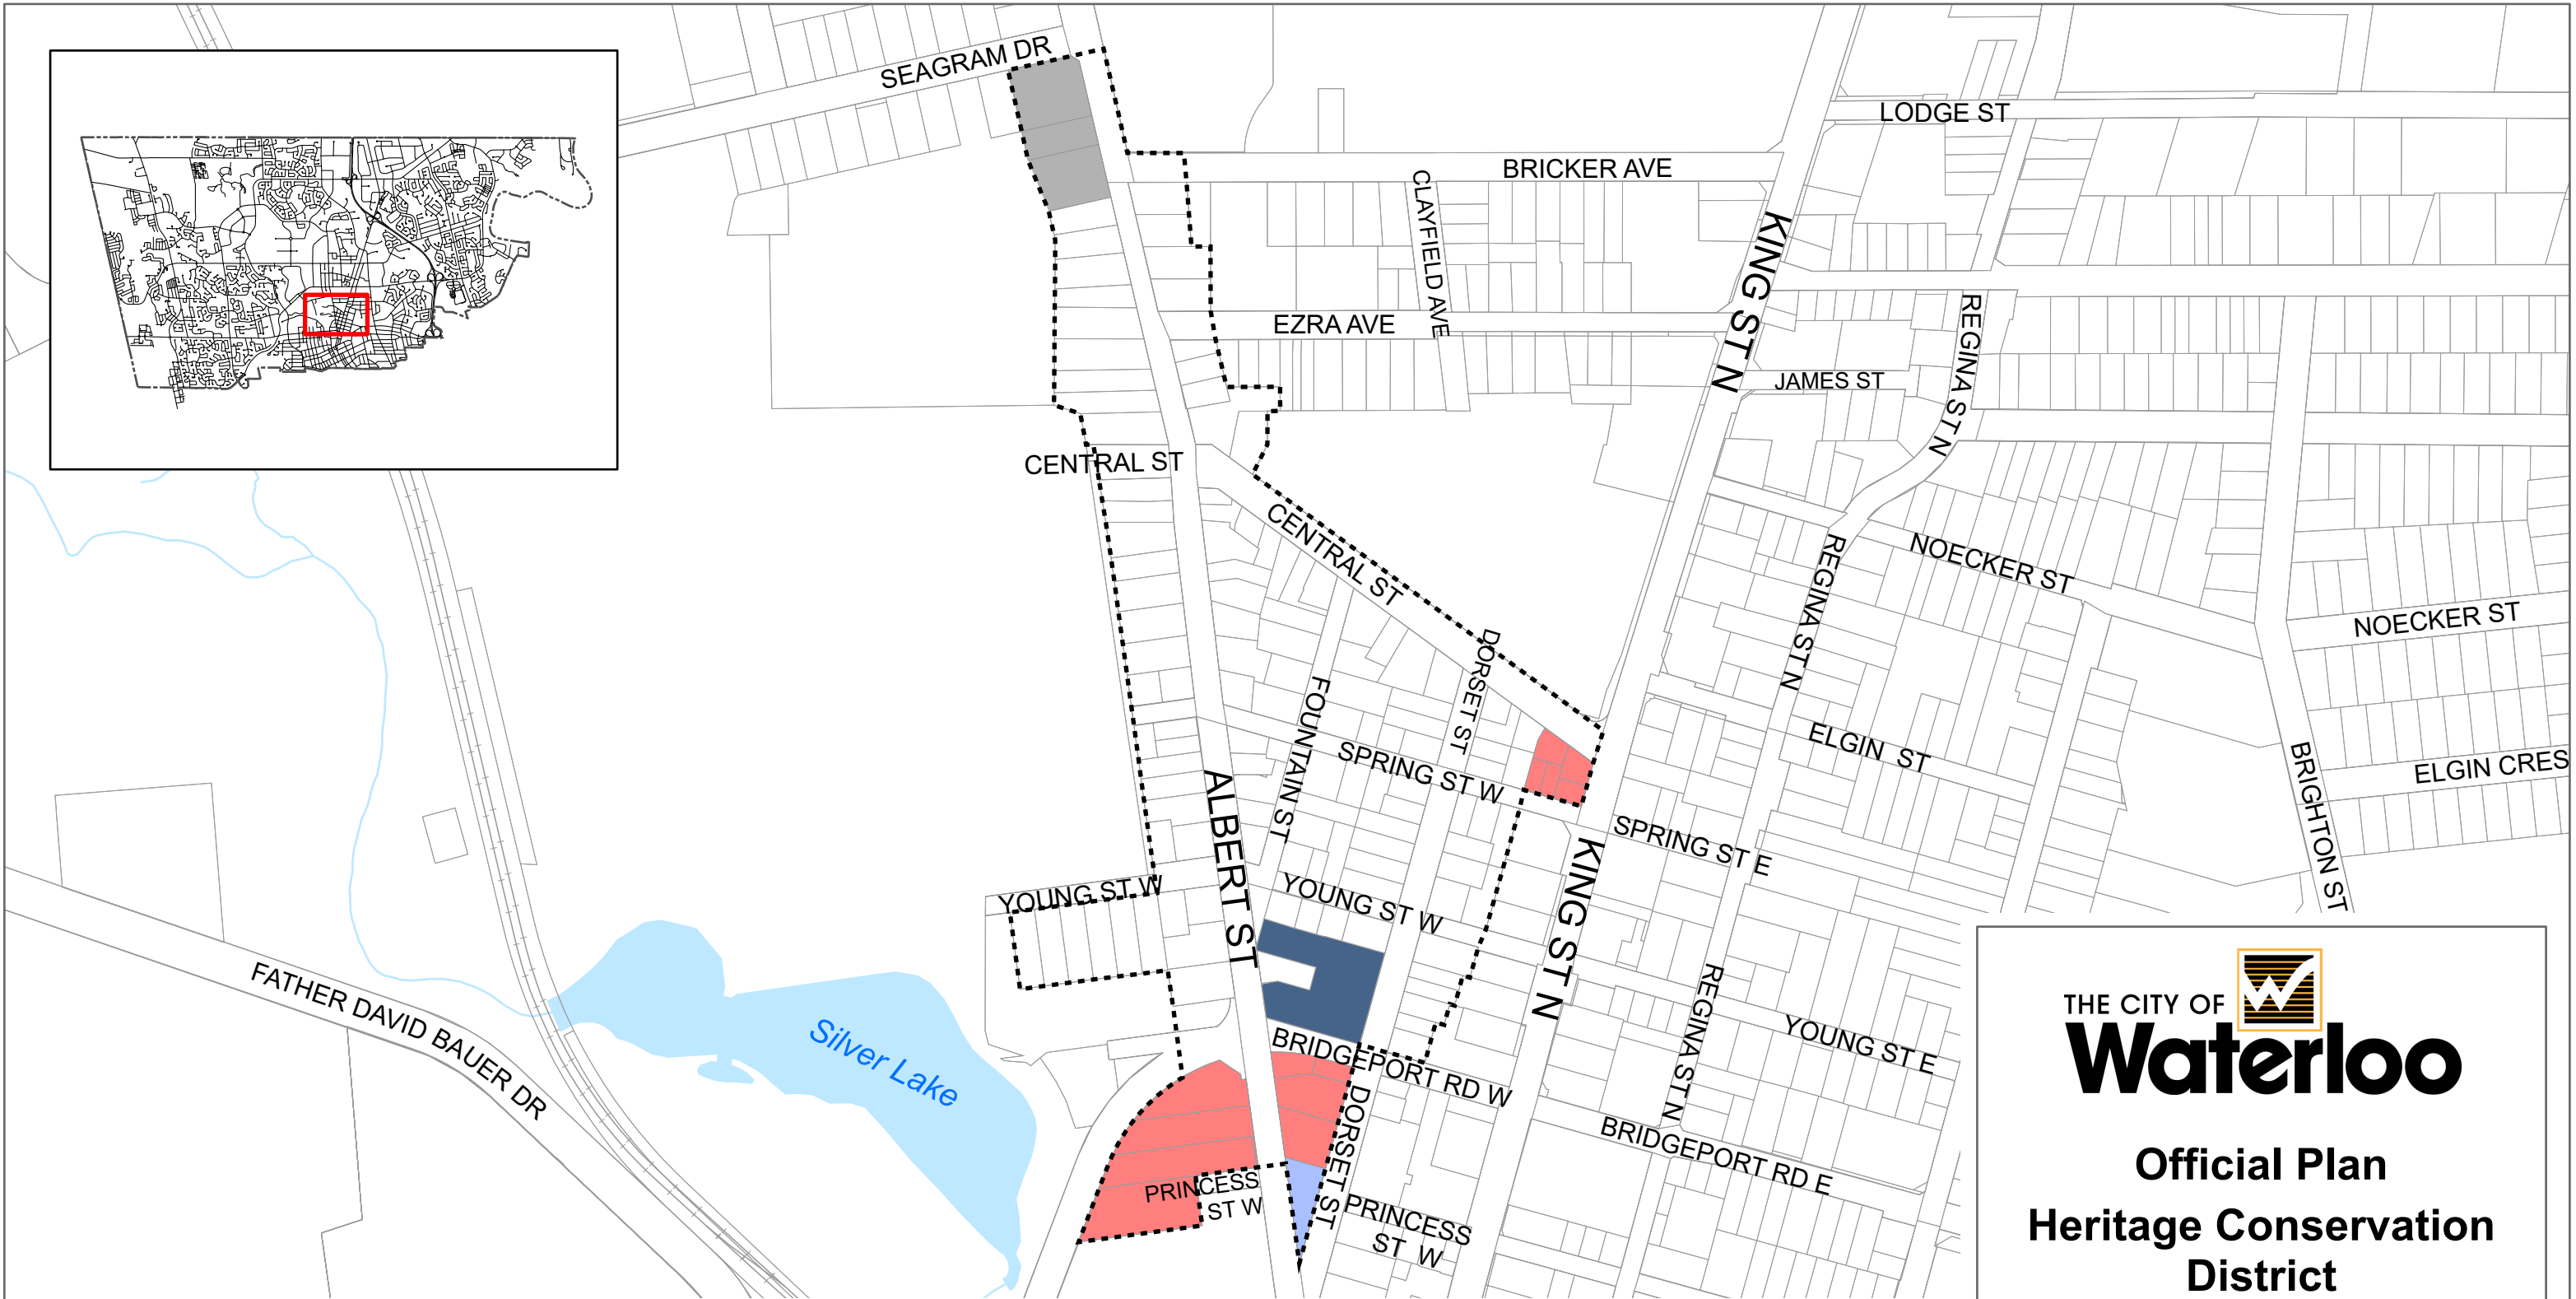 SEAGRAM DR
LODGE ST
BRICKER AVE
CLAYFIELD AVE
KING ST N
EZRA AVE
REGINA ST N
JAMES ST
CENTRAL ST
CENTRAL ST
NOECKER ST
REGINA ST N
NOECKER ST
DORSET ST
FOUNTAIN ST
SPRING ST W
ELGIN ST
BRIGHTON ST
ELGIN CRES
ALBERT ST
SPRING ST E
KING ST N
YOUNG ST W
YOUNG ST W
FATHER DAVID BAUER DR
Silver Lake
REGINA ST N
YOUNG ST E
BRIDGEPORT RD W
DORSET ST
BRIDGEPORT RD E
PRINCESS
ST W
PRINCESS
ST W
THE CITY OF
Waterloo
Official Plan
Heritage Conservation
District